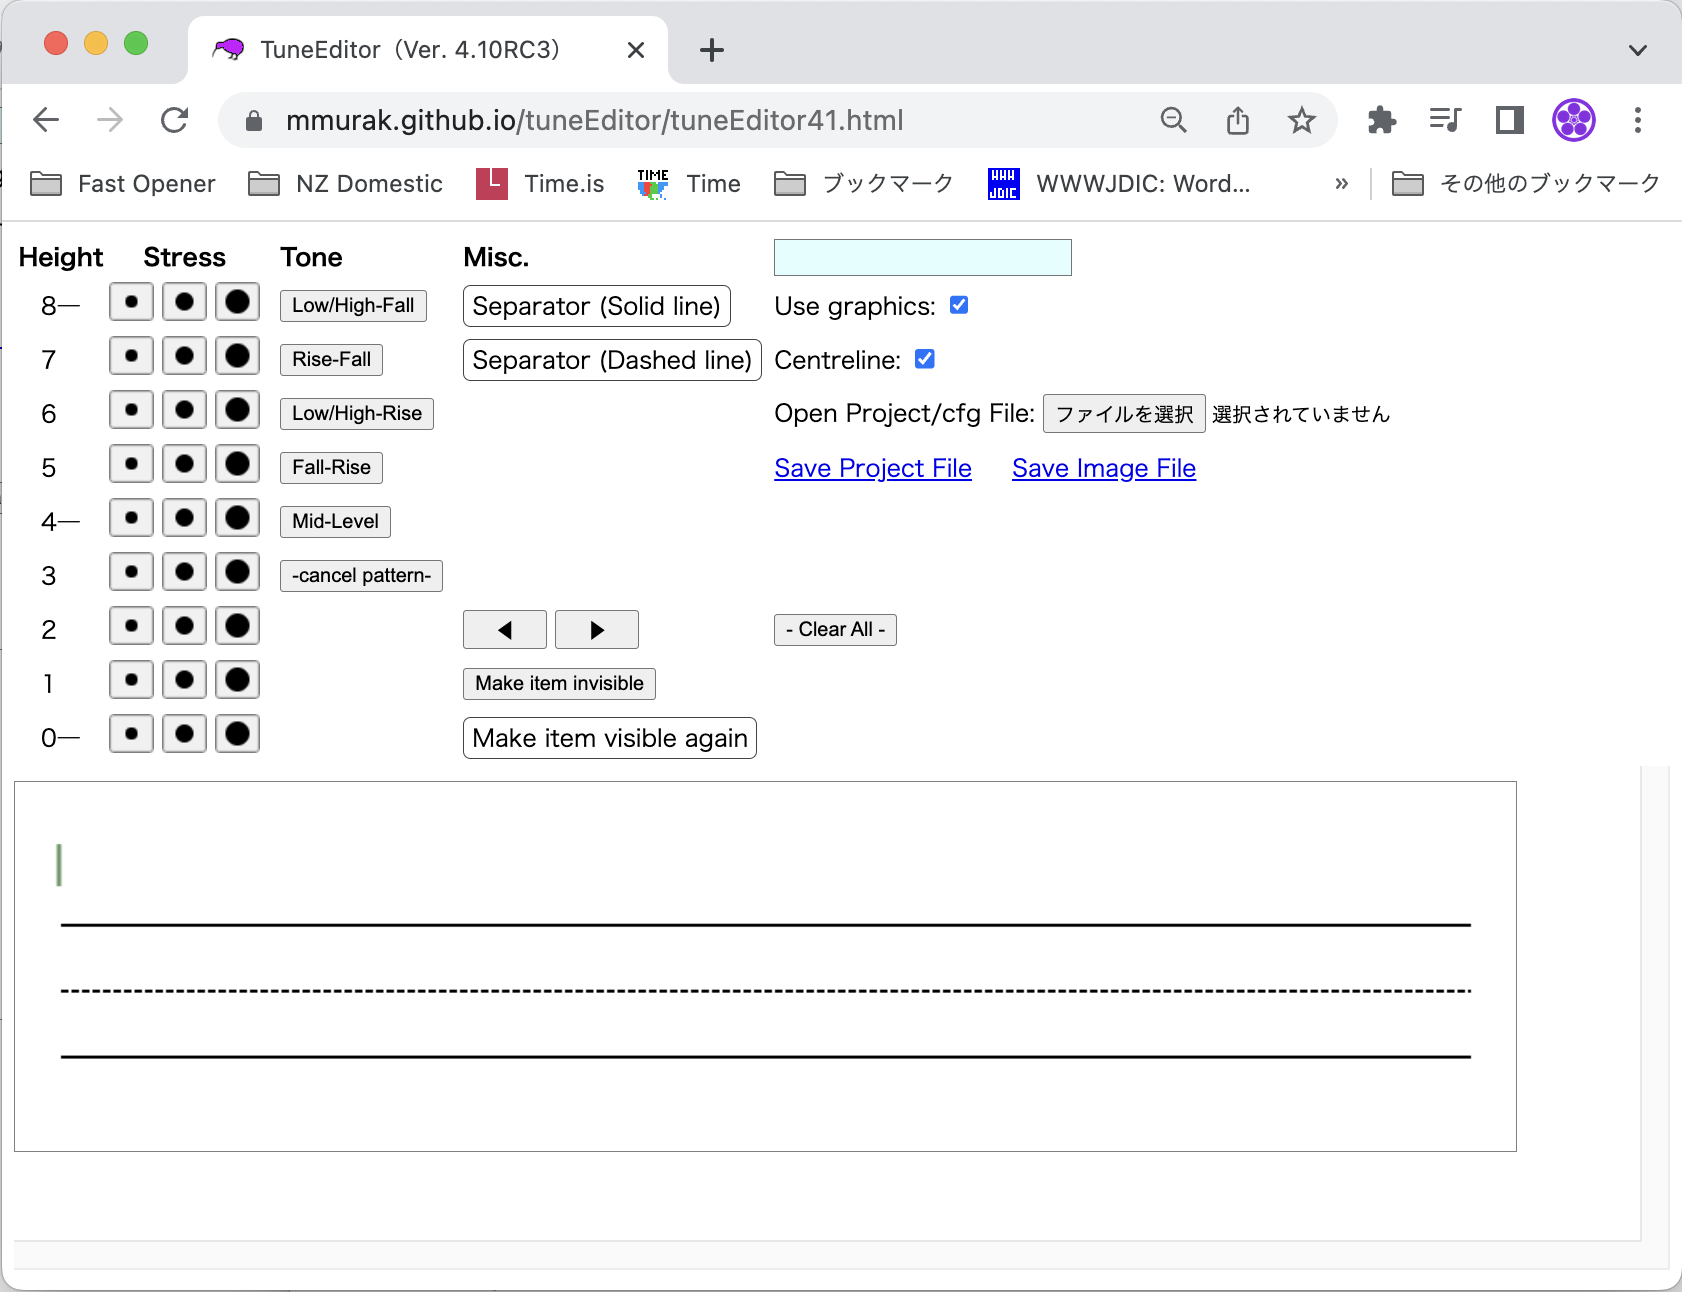 TuneEditor（Ver. 4.10RC3）
mmurak.github.io/tuneEditor/tuneEditor41.html
Fast Opener NZ Domestic Time.is TIME Time ブックマーク WWW JDIC WWWJDIC: Word... » その他のブックマーク
Height Stress Tone Misc.
8— Low/High-Fall Separator (Solid line) Use graphics:
7 Rise-Fall Separator (Dashed line) Centreline:
6 Low/High-Rise Open Project/cfg File: ファイルを選択 選択されていません
5 Fall-Rise Save Project File Save Image File
4— Mid-Level
3 -cancel pattern-
2 - Clear All -
1 Make item invisible
0— Make item visible again